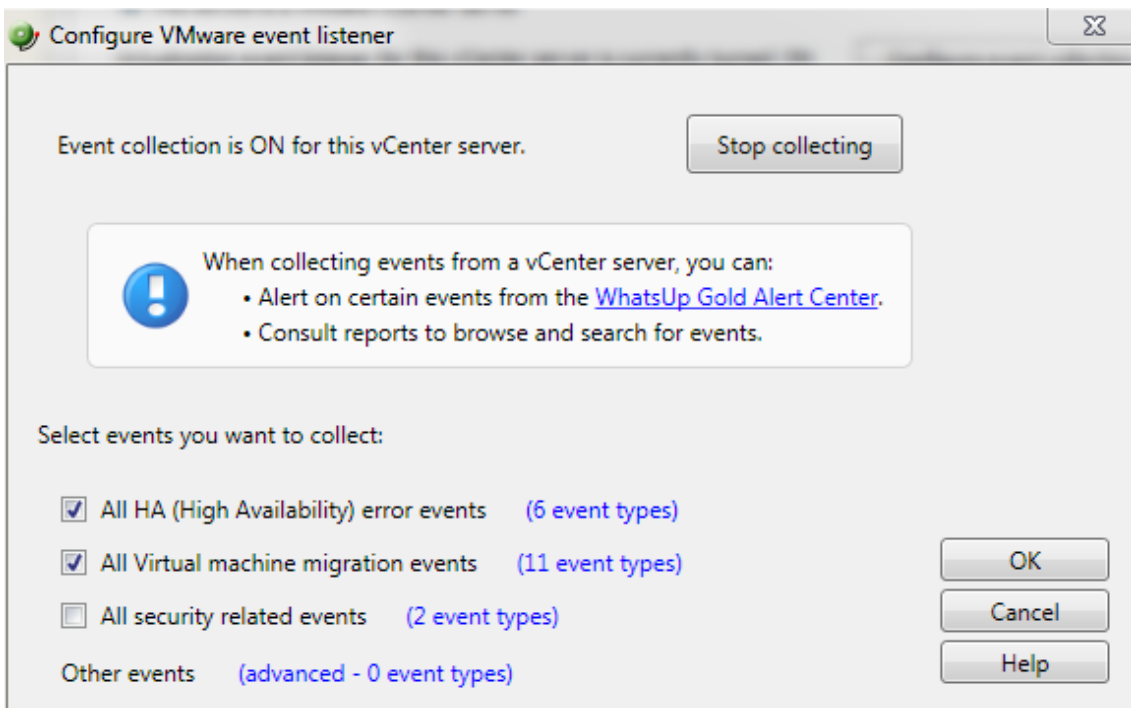 Configure VMware event listener
Event collection is ON for this vCenter server.
Stop collecting
When collecting events from a vCenter server, you can:
• Alert on certain events from the WhatsUp Gold Alert Center.
• Consult reports to browse and search for events.
Select events you want to collect:
All HA (High Availability) error events (6 event types)
All Virtual machine migration events (11 event types)
OK
All security related events (2 event types)
Cancel
Other events (advanced - 0 event types)
Help